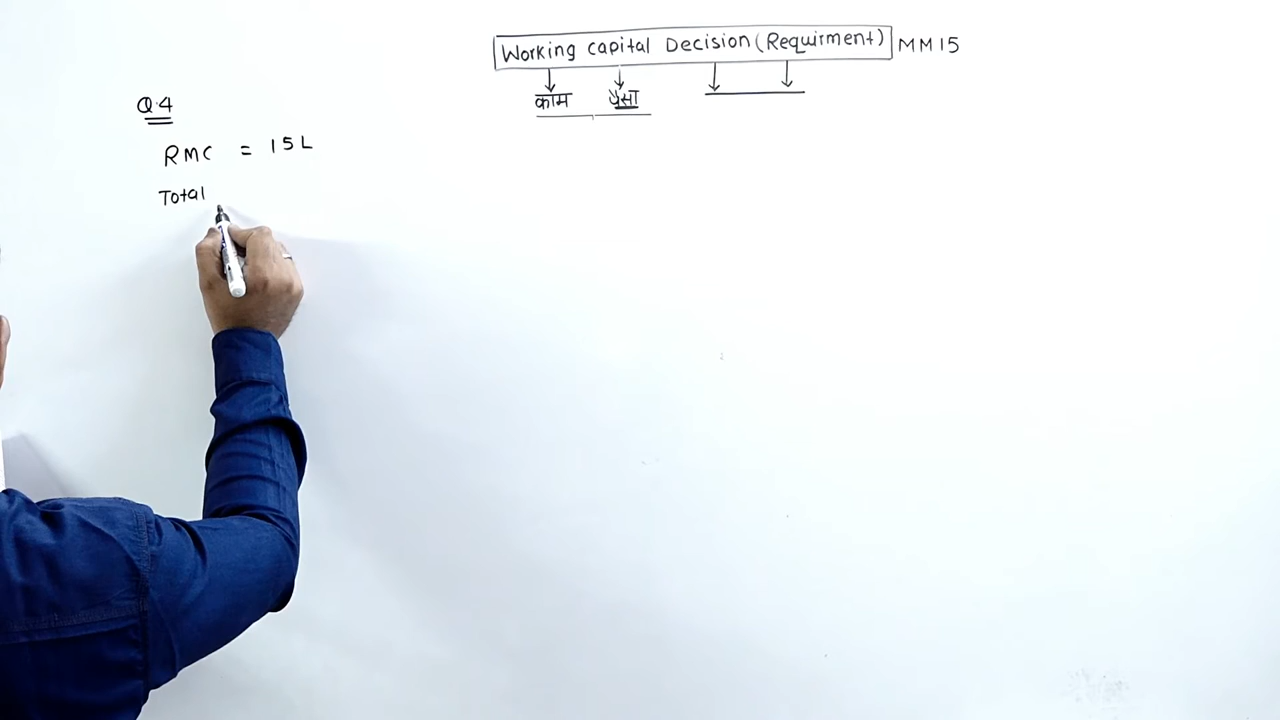 Working Capital Decision (Requirment) MM15
काम पैसा
Q.4
RMC = 15L
Total